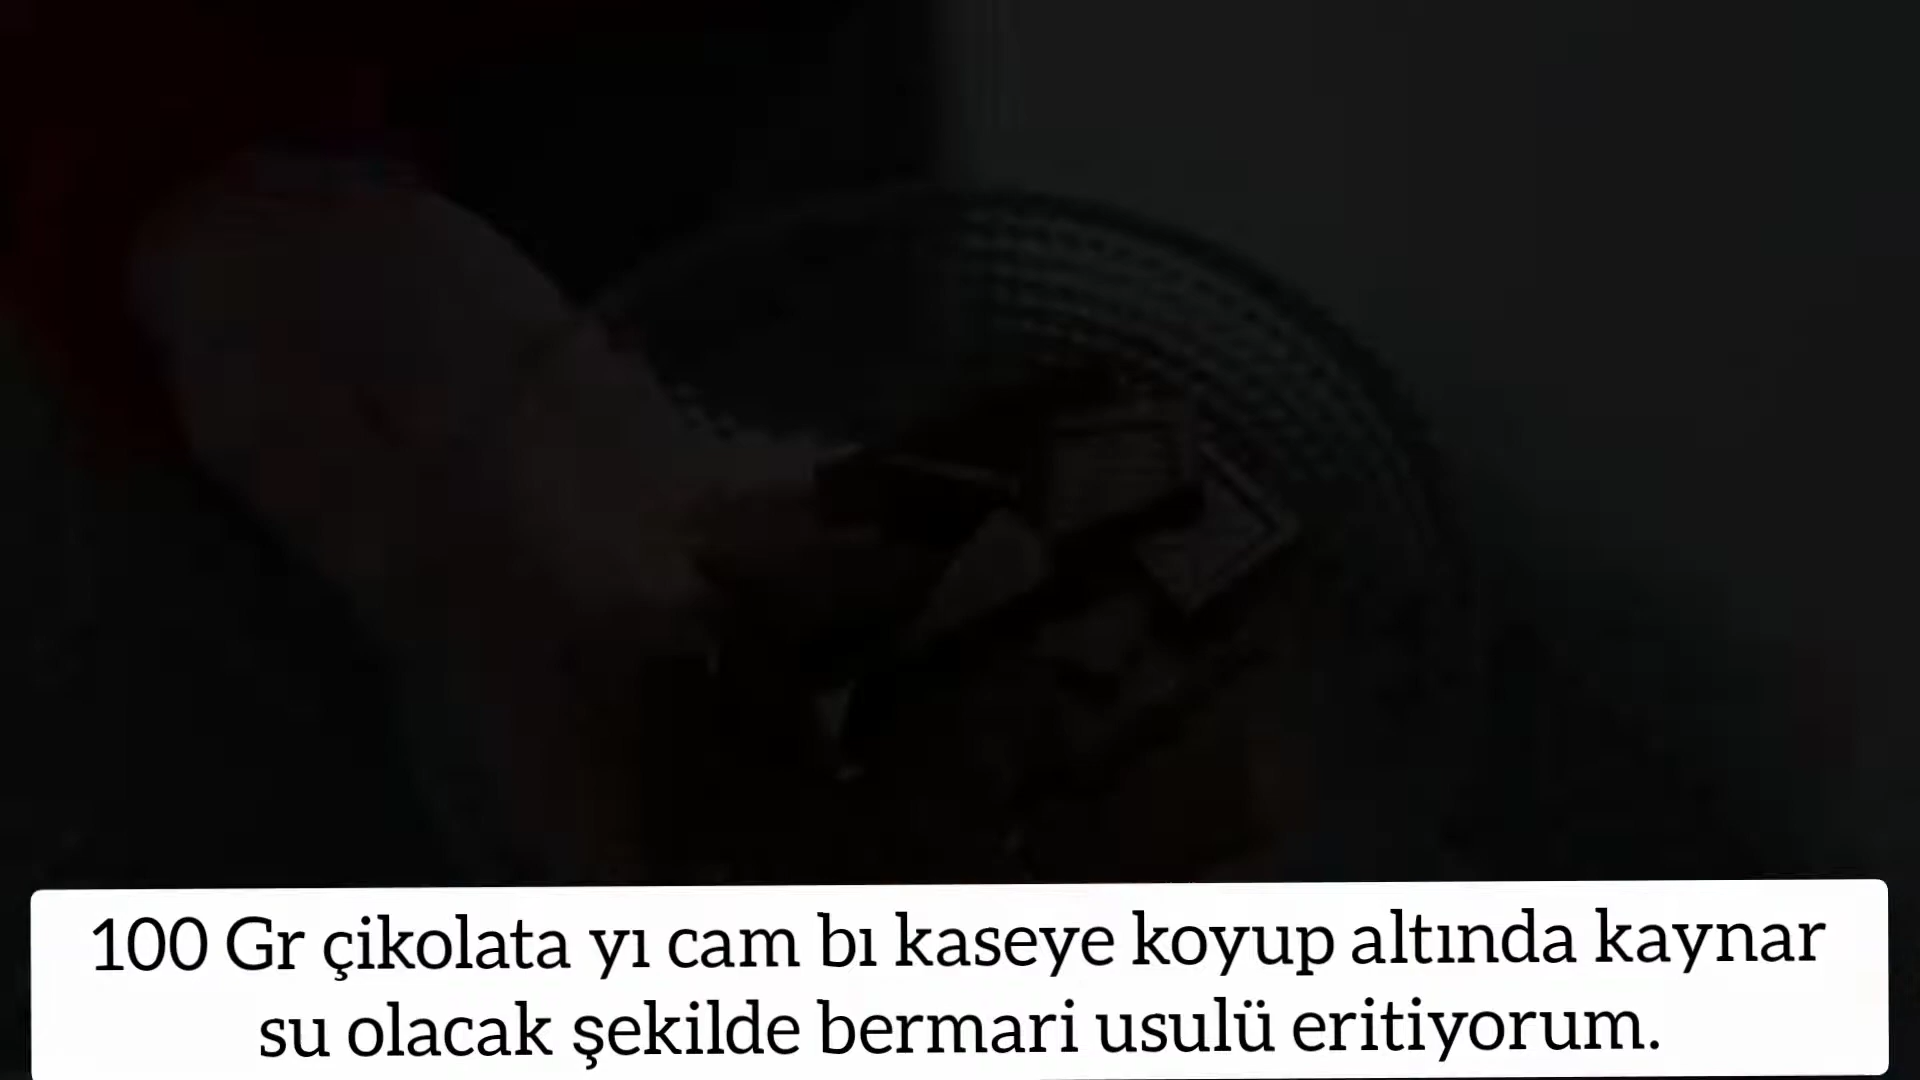 100 Gr çikolata yı cam bı kaseye koyup altında kaynar
su olacak şekilde bermari usulü eritiyorum.